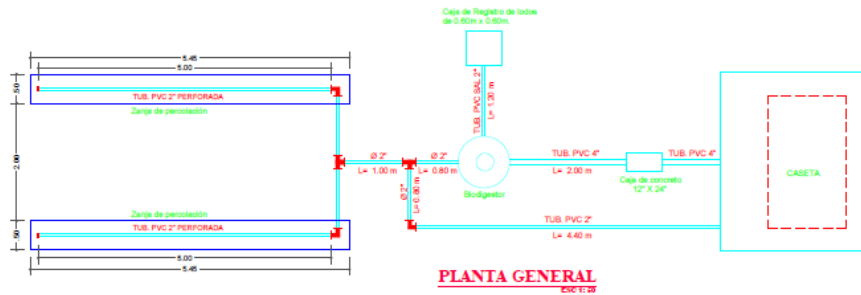 Caja de Registro de lodos
de 0.60m x 0.60m
5.45
5.00
.50
TUB. PVC 2" PERFORADA
Zanja de percolación
2.00
Zanja de percolación
TUB. PVC 2" PERFORADA
.50
5.00
5.45
Ø 2"
L= 1.00 m
Ø 2"
L= 0.80 m
Ø 2"
L= 0.80 m
TUB. PVC SAL 2"
L= 1.20 m
Biodigestor
TUB. PVC 4"
L= 2.00 m
TUB. PVC 4"
Caja de concreto
12" X 24"
CASETA
TUB. PVC 2"
L= 4.40 m
PLANTA GENERAL